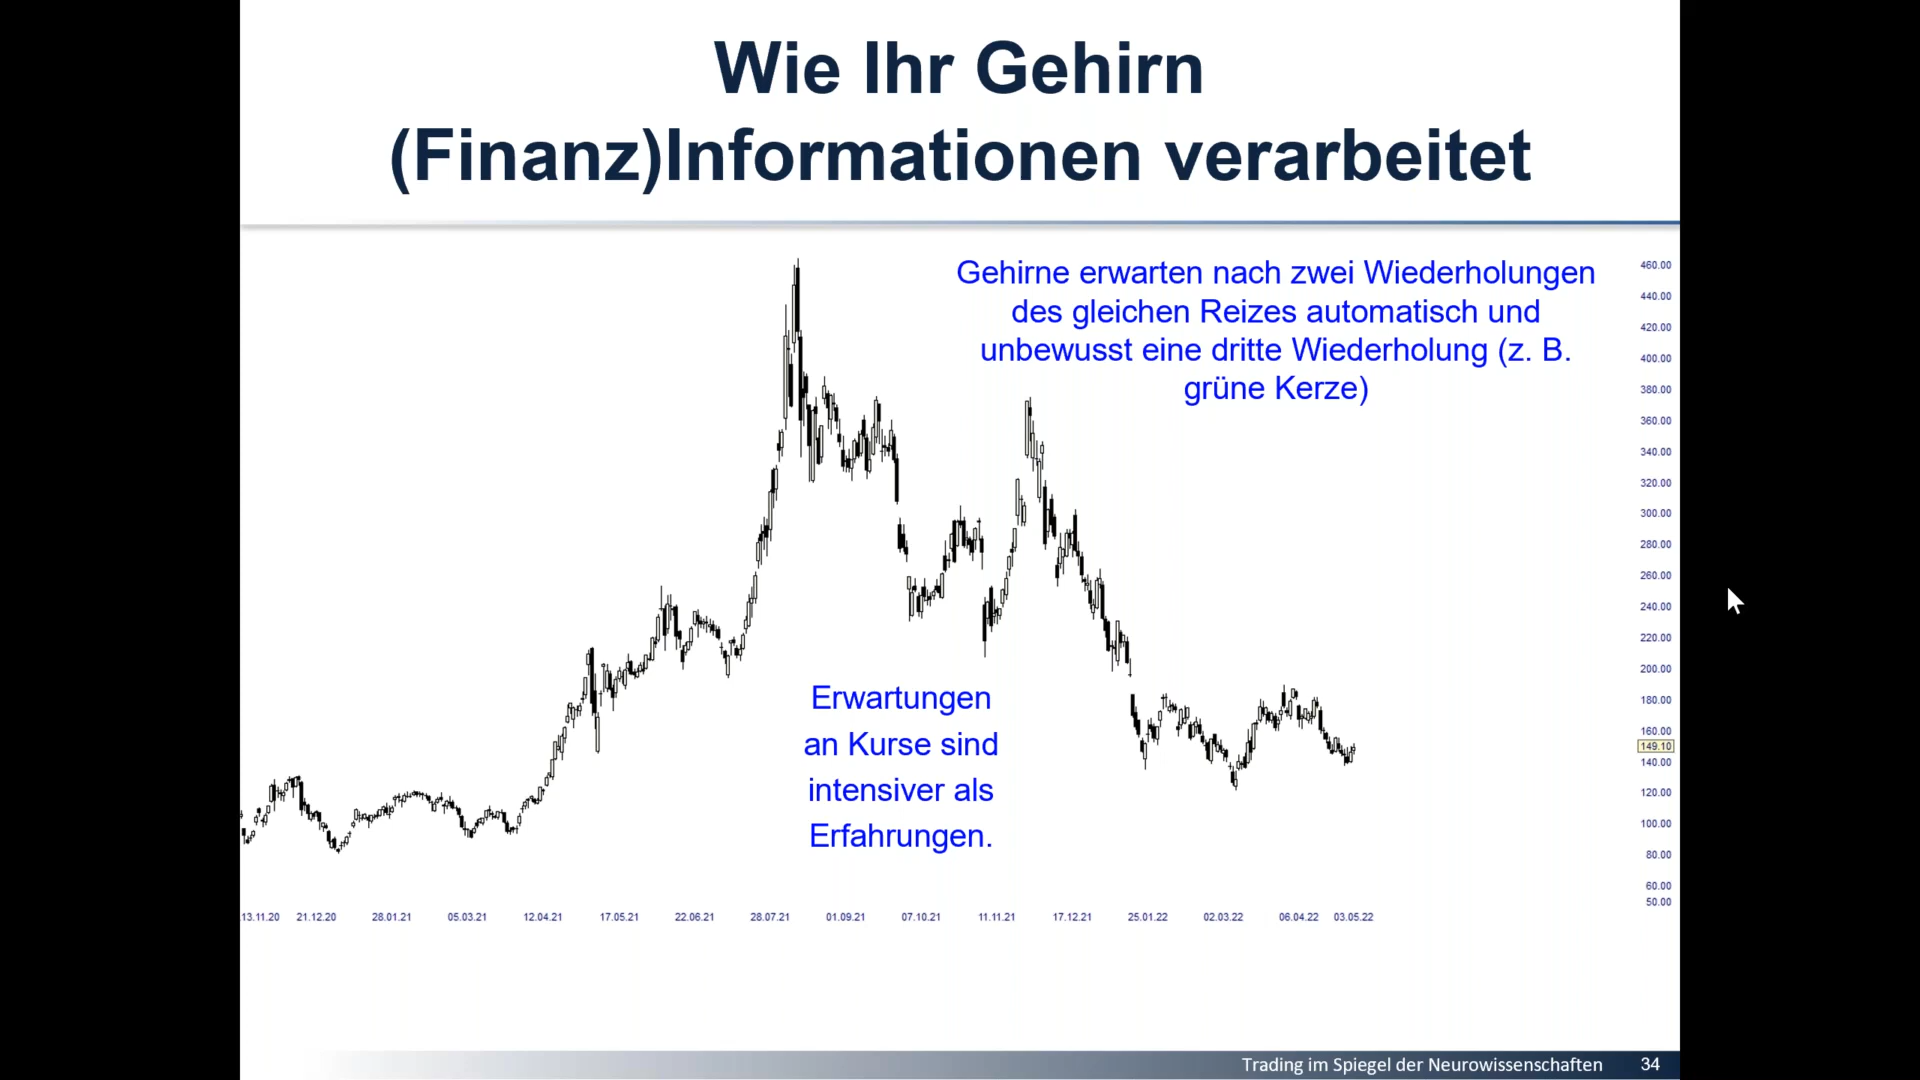 Wie Ihr Gehirn
(Finanz)Informationen verarbeitet
Gehirne erwarten nach zwei Wiederholungen
des gleichen Reizes automatisch und
unbewusst eine dritte Wiederholung (z. B.
grüne Kerze)
Erwartungen
an Kurse sind
intensiver als
Erfahrungen.
460.00
440.00
420.00
400.00
380.00
360.00
340.00
320.00
300.00
280.00
260.00
240.00
220.00
200.00
180.00
160.00
149.10
140.00
120.00
100.00
80.00
60.00
50.00
13.11.20 21.12.20 28.01.21 05.03.21 12.04.21 17.05.21 22.06.21 28.07.21 01.09.21 07.10.21 11.11.21 17.12.21 25.01.22 02.03.22 06.04.22 03.05.22
Trading im Spiegel der Neurowissenschaften 34